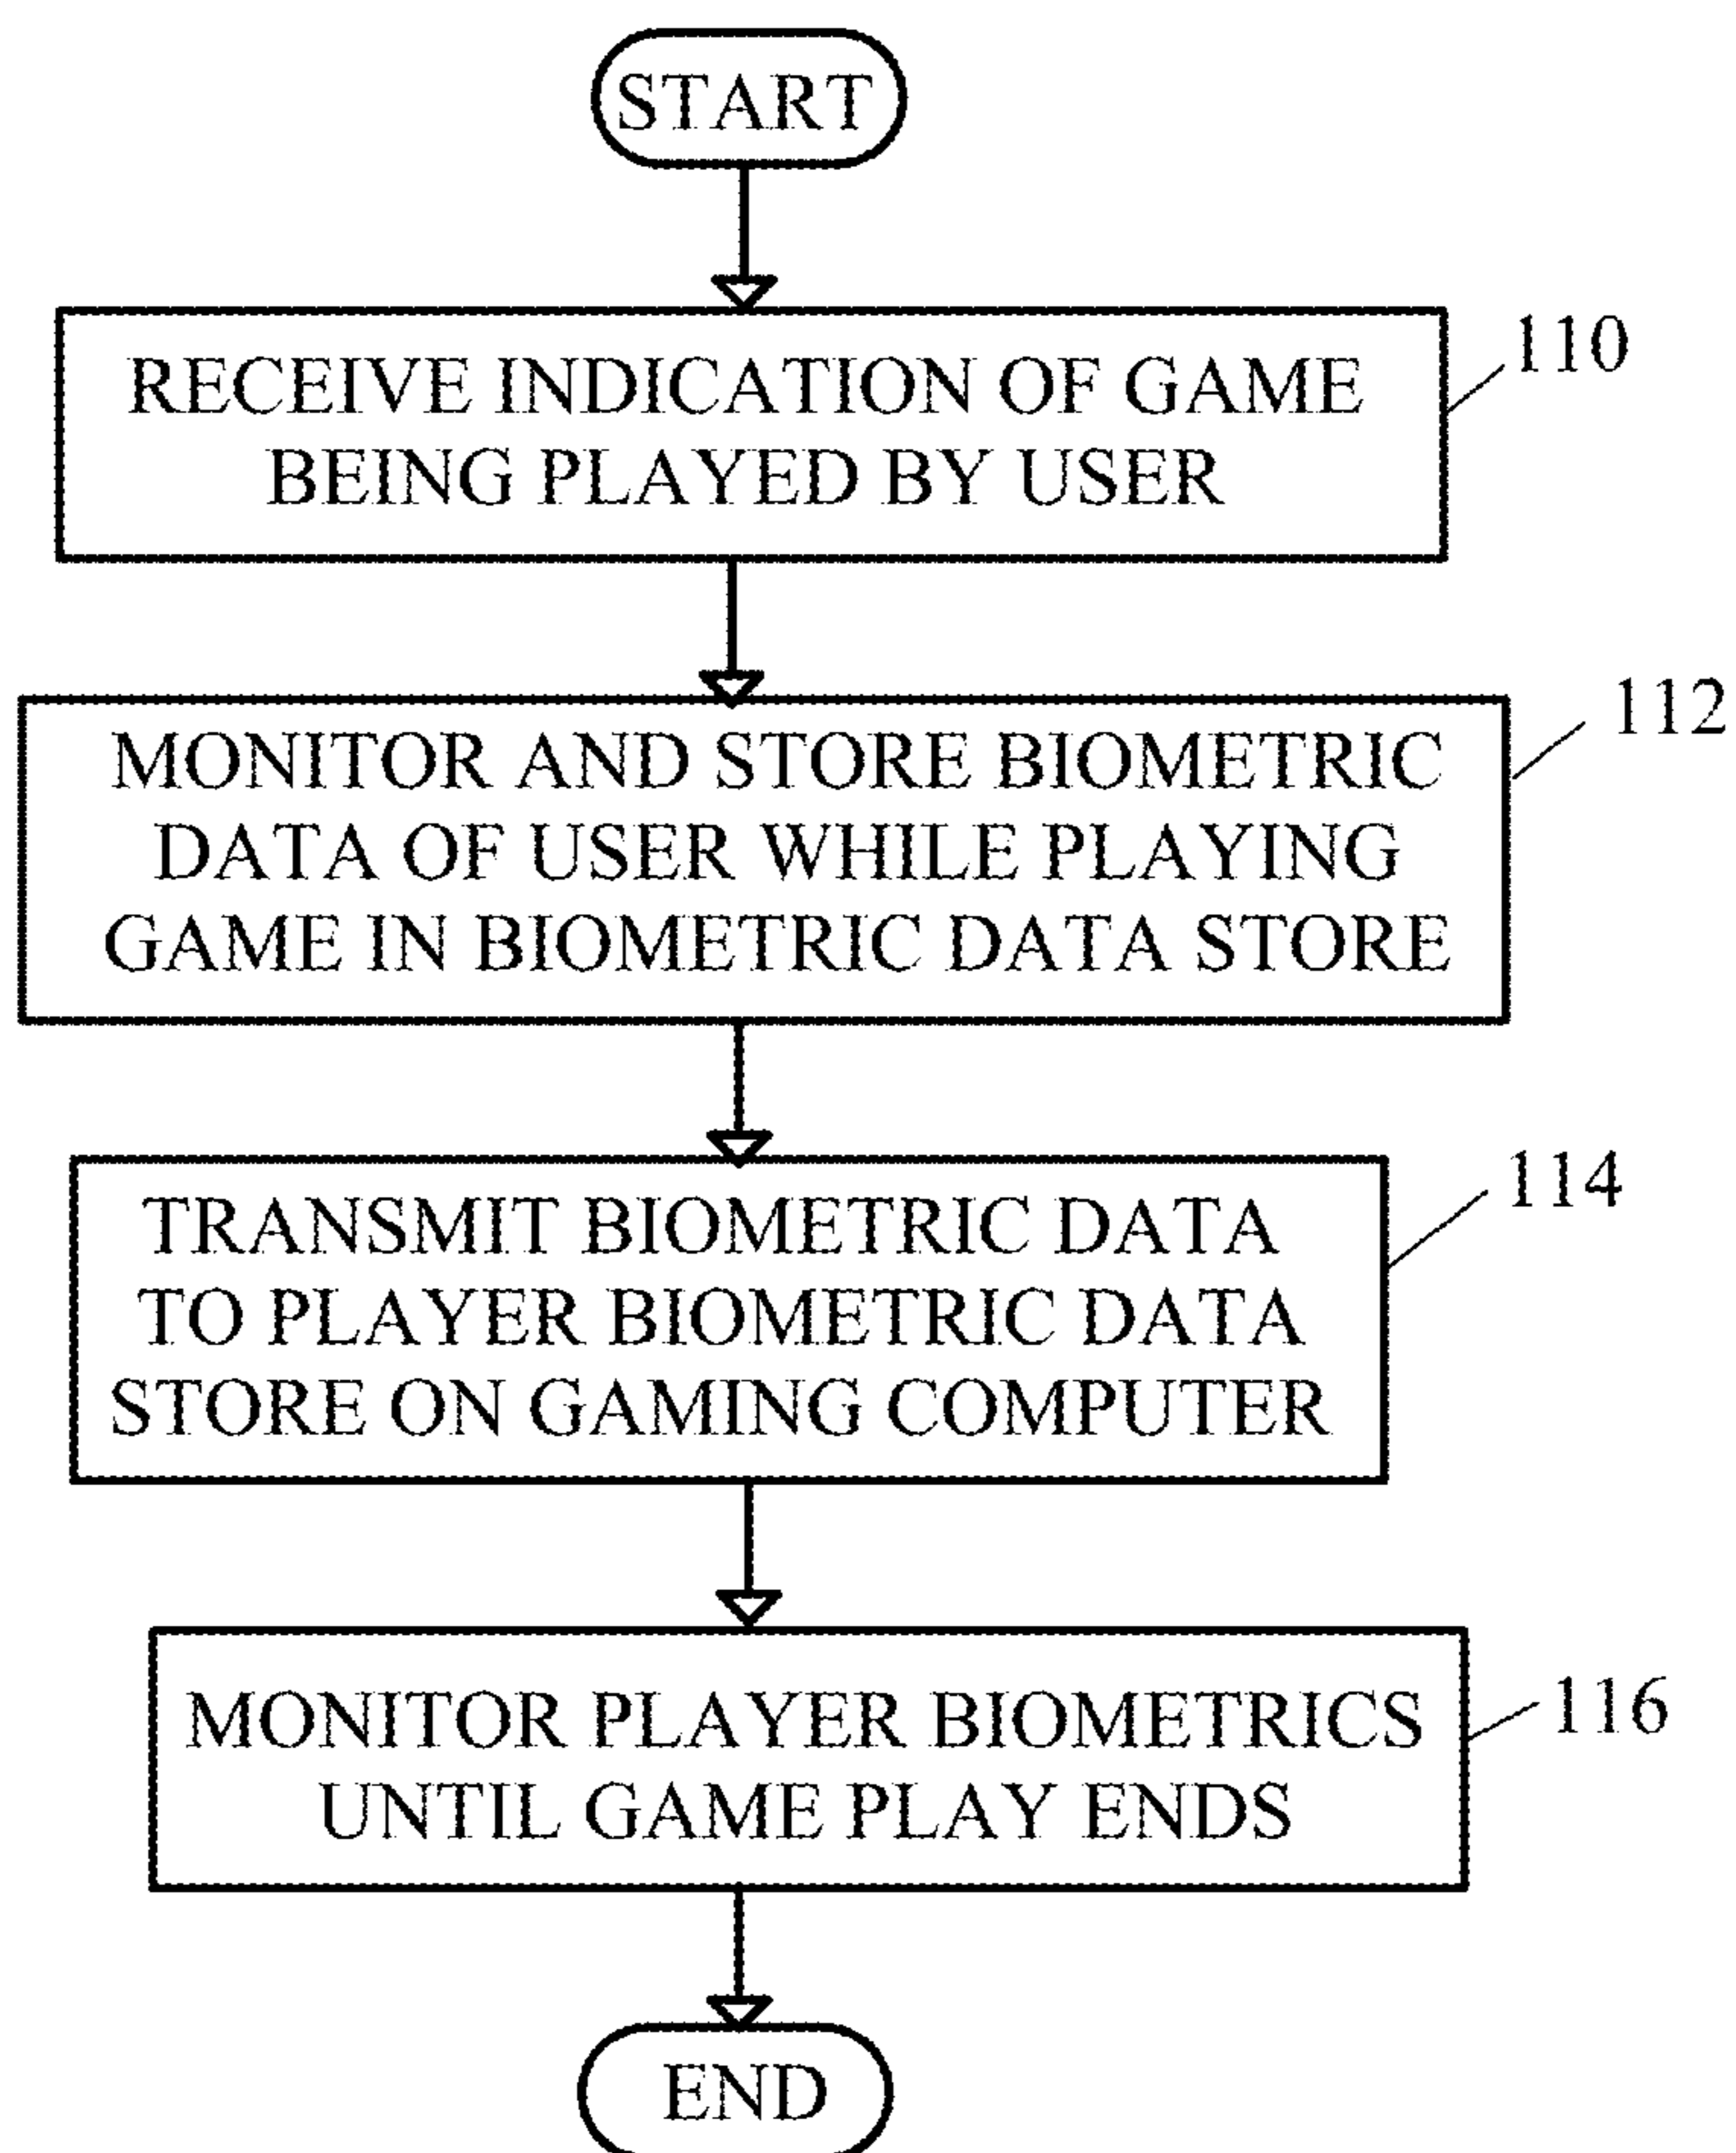 START
RECEIVE INDICATION OF GAME
BEING PLAYED BY USER
110
MONITOR AND STORE BIOMETRIC
DATA OF USER WHILE PLAYING
GAME IN BIOMETRIC DATA STORE
112
TRANSMIT BIOMETRIC DATA
TO PLAYER BIOMETRIC DATA
STORE ON GAMING COMPUTER
114
MONITOR PLAYER BIOMETRICS
UNTIL GAME PLAY ENDS
116
END